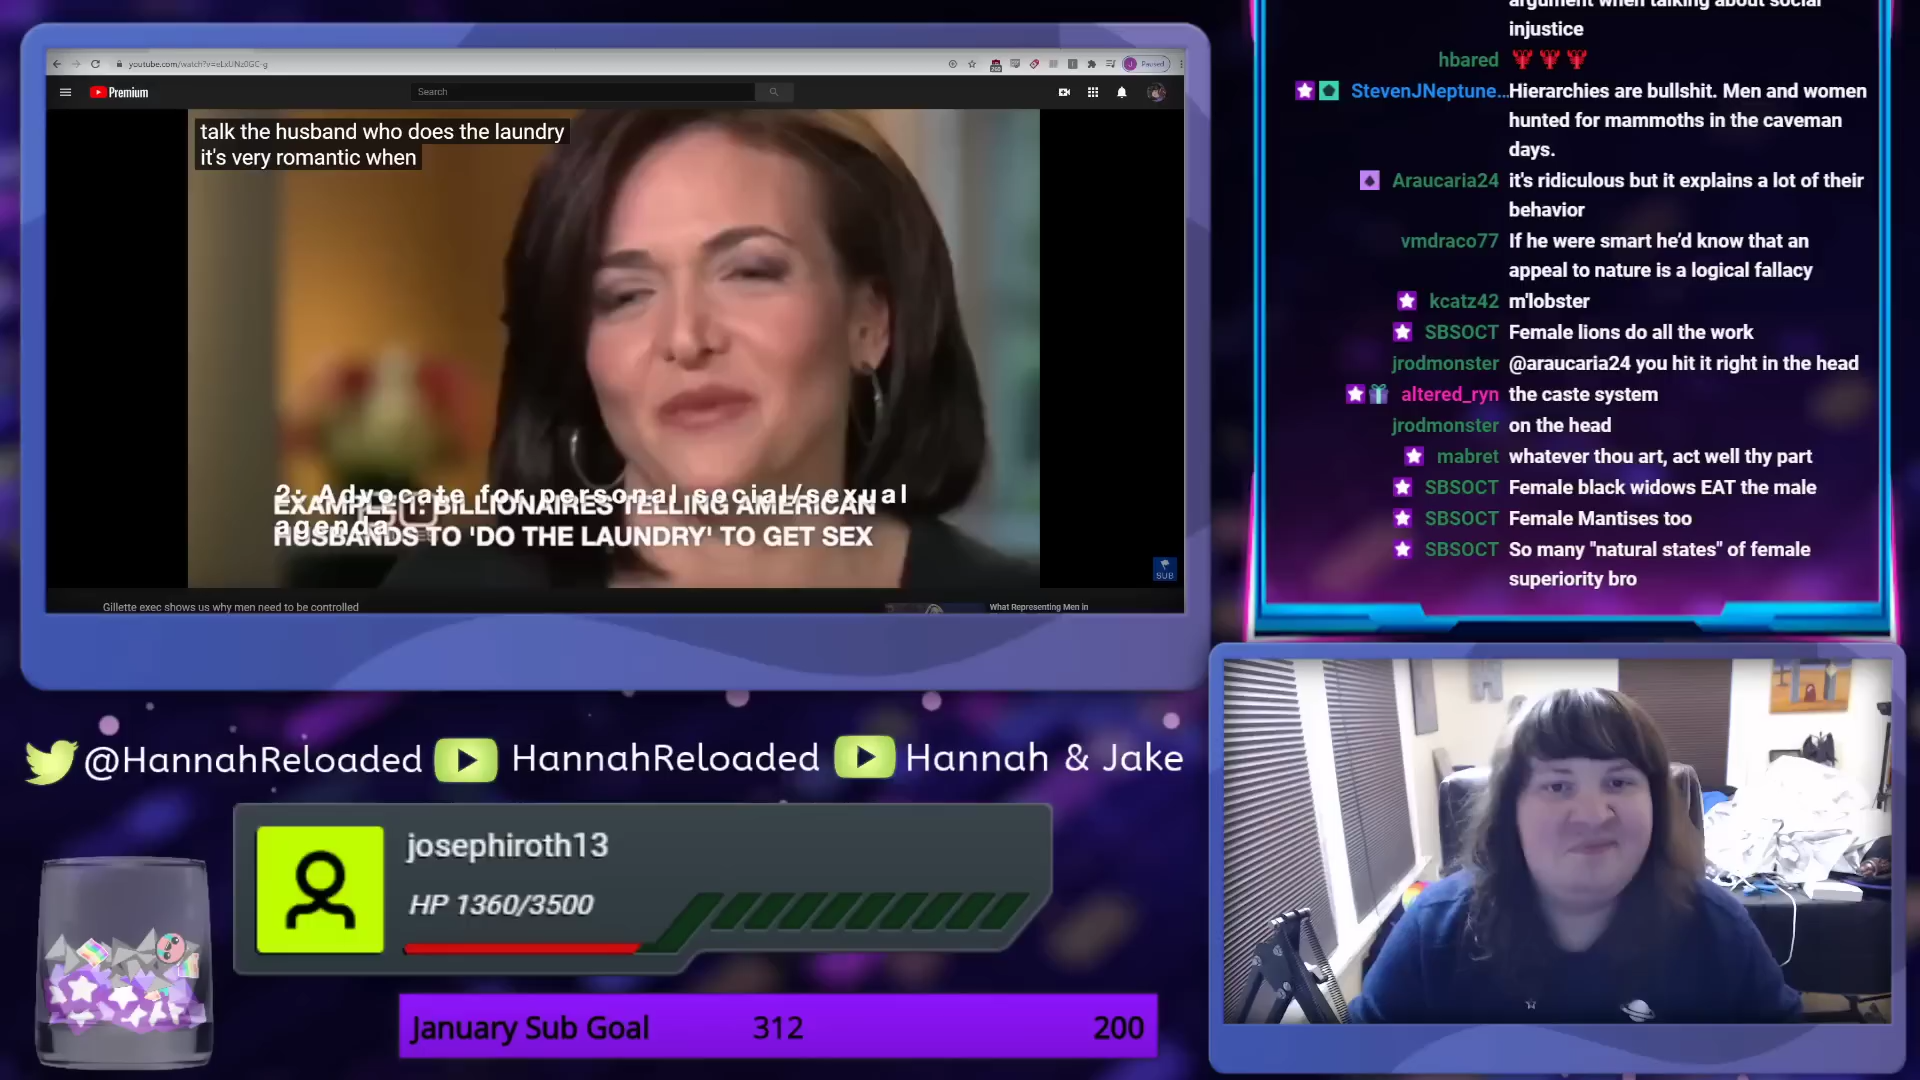 youtube.com/watch?v=eLxUNz0GC-g
Paused
Premium
Search
talk the husband who does the laundry
it's very romantic when
2: Advocate for personal social/sexual
agenda
EXAMPLE 1: BILLIONAIRES TELLING AMERICAN
HUSBANDS TO 'DO THE LAUNDRY' TO GET SEX
SUB
Gillette exec shows us why men need to be controlled
What Representing Men in
argument when talking about social
injustice
hbared
StevenJNeptune... Hierarchies are bullshit. Men and women
hunted for mammoths in the caveman
days.
Araucaria24 it's ridiculous but it explains a lot of their
behavior
vmdraco77 If he were smart he'd know that an
appeal to nature is a logical fallacy
kcatz42 m'lobster
SBSOCT Female lions do all the work
jrodmonster @araucaria24 you hit it right in the head
altered_ryn the caste system
jrodmonster on the head
mabret whatever thou art, act well thy part
SBSOCT Female black widows EAT the male
SBSOCT Female Mantises too
SBSOCT So many "natural states" of female
superiority bro
@HannahReloaded HannahReloaded Hannah & Jake
josephiroth13
HP 1360/3500
January Sub Goal 312 200